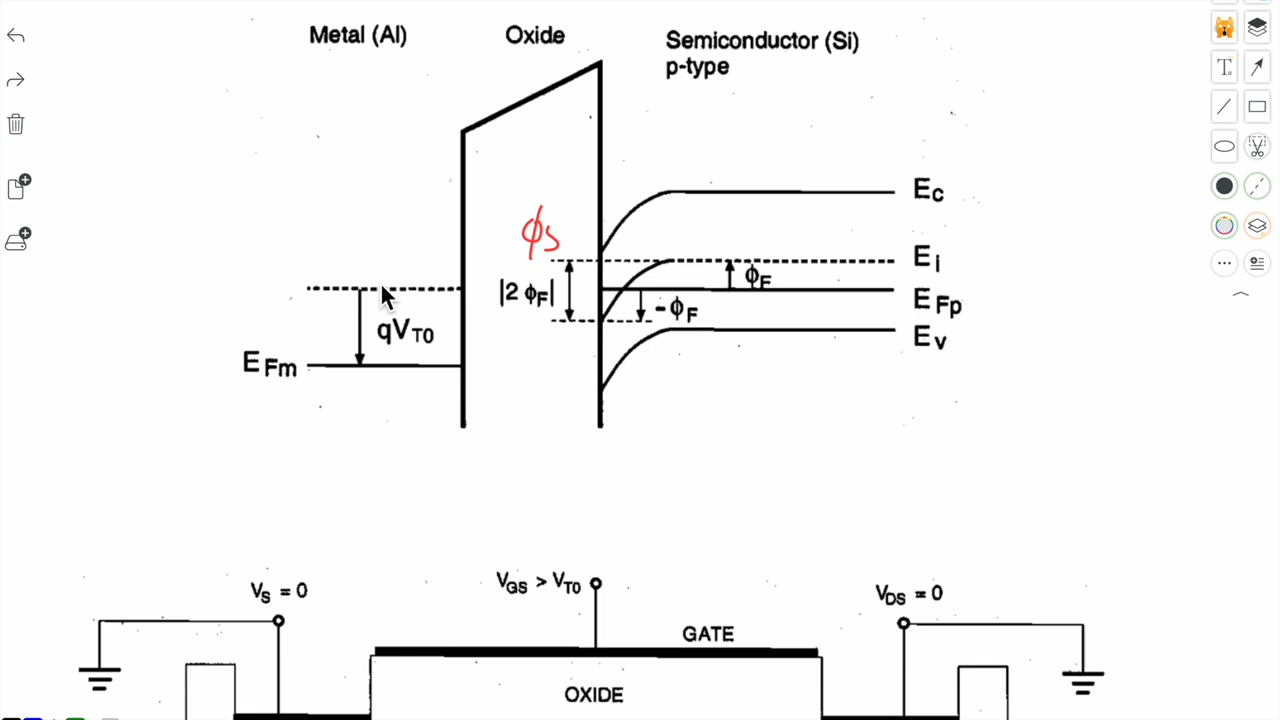 Metal (Al)
Oxide
Semiconductor (Si)
p-type
Ec
ϕs
Ei
ϕF
|2 ϕF|
-ϕF
EFp
qVT0
Ev
EFm
VS = 0
VGS > VT0
VDS = 0
GATE
OXIDE
T